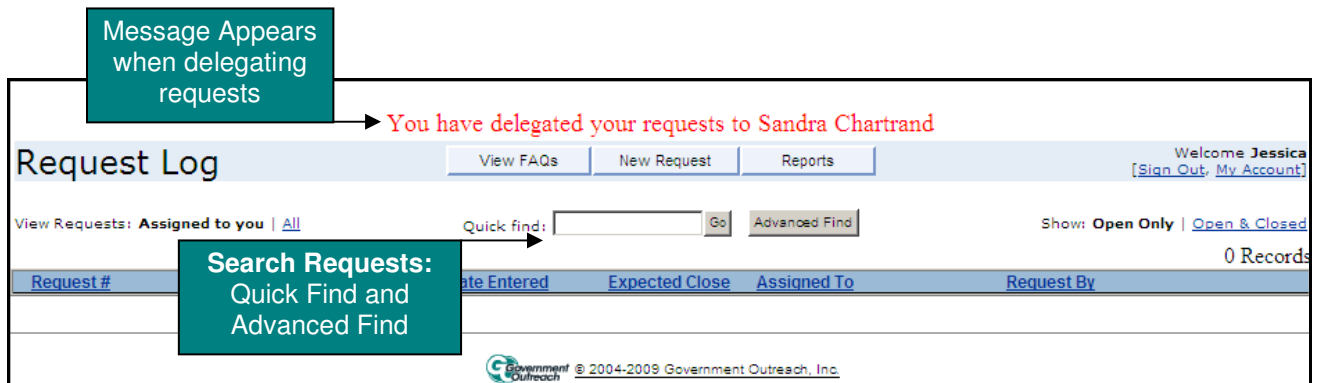 Message Appears
when delegating
requests
You have delegated your requests to Sandra Chartrand
Request Log
View FAQs
New Request
Reports
Welcome Jessica
[Sign Out, My Account]
View Requests: Assigned to you | All
Quick find:
Go
Advanced Find
Show: Open Only | Open & Closed
0 Records
Search Requests:
Quick Find and
Advanced Find
Request # ate Entered Expected Close Assigned To Request By
Government
Outreach
© 2004-2009 Government Outreach, Inc.